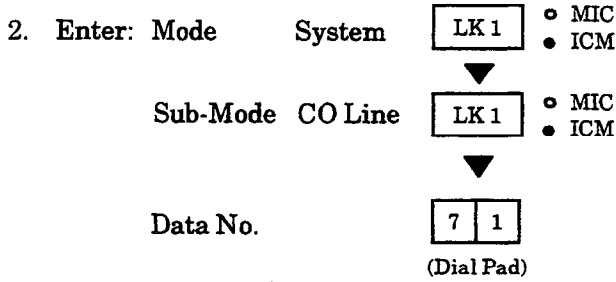 2. Enter: Mode System LK 1 MIC
ICM
Sub-Mode CO Line LK 1 MIC
ICM
Data No. 7 1
(Dial Pad)